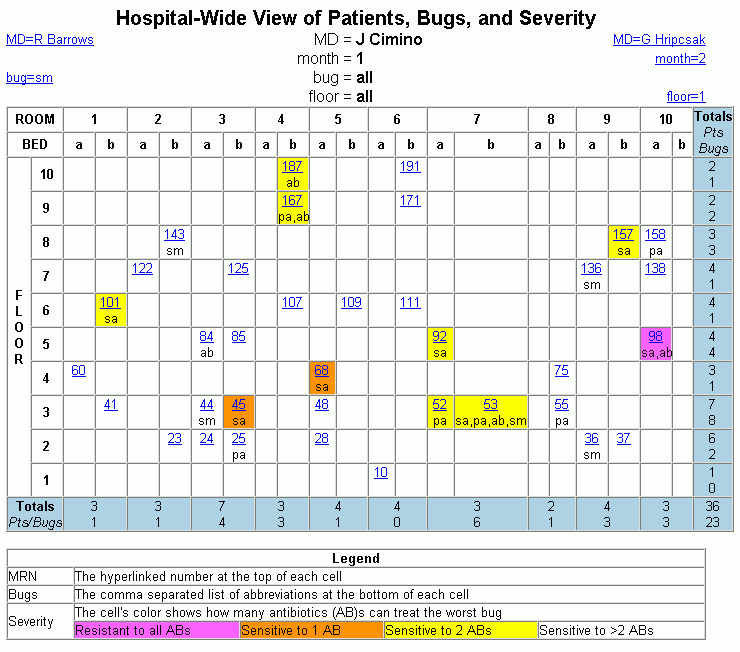 Hospital-Wide View of Patients, Bugs, and Severity
MD=R Barrows MD = J Cimino MD=G Hripcsak
month = 1 month=2
bug=sm bug = all
floor = all floor=1
ROOM 1 2 3 4 5 6 7 8 9 10 Totals
BED a b a b a b a b a b a b a b a b a b a b Pts Bugs
FLOOR
10 187 191 2
ab 1
9 167 171 2
pa,ab 2
8 143 157 158 3
sm sa pa 3
7 122 125 136 138 4
sm 1
6 101 107 109 111 4
sa 1
5 84 85 92 98 4
ab sa sa,ab 4
4 60 68 75 3
sa 1
3 41 44 45 48 52 53 55 7
sm sa pa sa,pa,ab,sm pa 8
2 23 24 25 28 36 37 6
pa sm 2
1 10 1
0
Totals 3 3 7 3 4 4 3 2 4 3 36
Pts/Bugs 1 1 4 3 1 0 6 1 3 3 23
Legend
MRN The hyperlinked number at the top of each cell
Bugs The comma separated list of abbreviations at the bottom of each cell
Severity The cell's color shows how many antibiotics (AB)s can treat the worst bug
Resistant to all ABs Sensitive to 1 AB Sensitive to 2 ABs Sensitive to >2 ABs